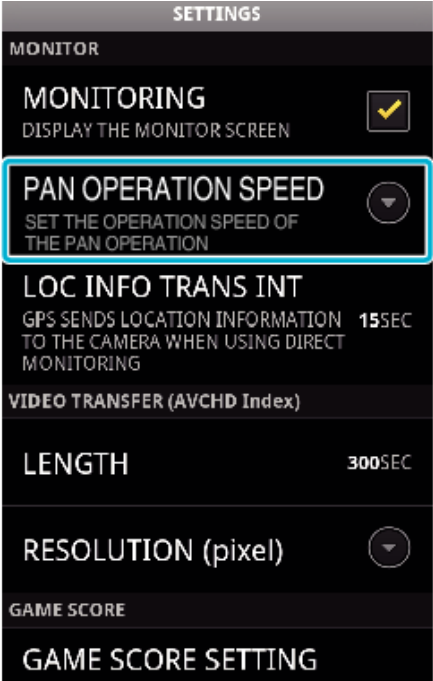 SETTINGS
MONITOR
MONITORING
DISPLAY THE MONITOR SCREEN
PAN OPERATION SPEED
SET THE OPERATION SPEED OF
THE PAN OPERATION
LOC INFO TRANS INT
GPS SENDS LOCATION INFORMATION 15SEC
TO THE CAMERA WHEN USING DIRECT
MONITORING
VIDEO TRANSFER (AVCHD Index)
LENGTH 300SEC
RESOLUTION (pixel)
GAME SCORE
GAME SCORE SETTING